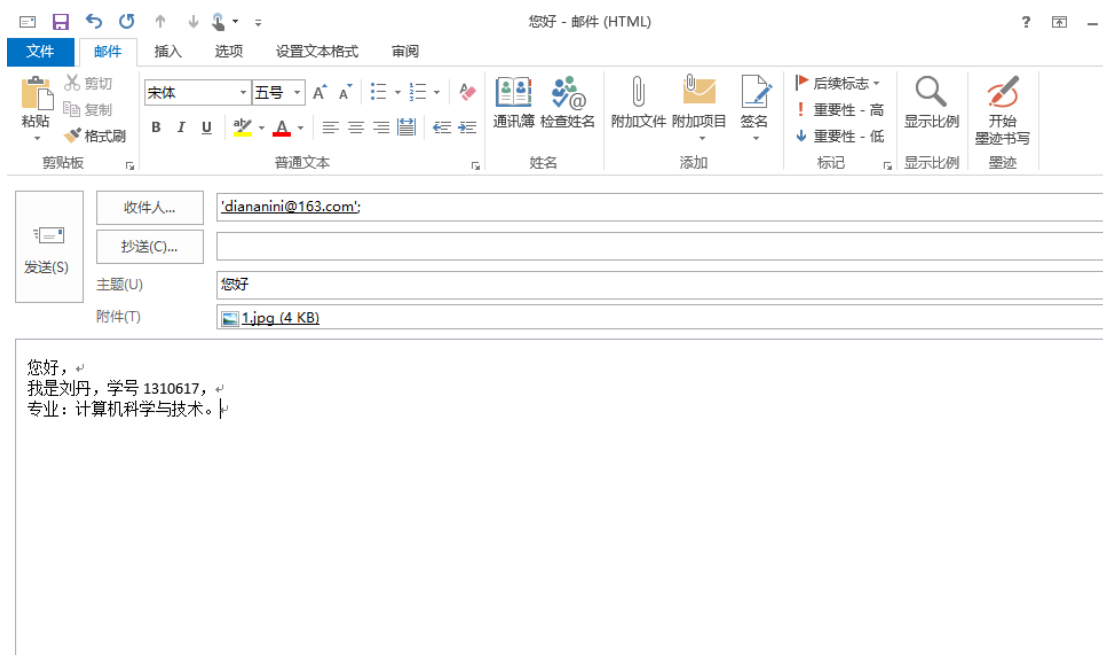 您好 - 邮件 (HTML)
?
文件 邮件 插入 选项 设置文本格式 审阅
粘贴
剪切
复制
格式刷
剪贴板
宋体 五号
B I U
普通文本
通讯簿 检查姓名
姓名
附加文件 附加项目 签名
添加
后续标志
重要性 - 高
重要性 - 低
标记
显示比例
显示比例
开始
墨迹书写
墨迹
发送(S)
收件人... 'diananini@163.com';
抄送(C)...
主题(U) 您好
附件(T) 1.jpg (4 KB)
您好，
我是刘丹，学号 1310617，
专业：计算机科学与技术。